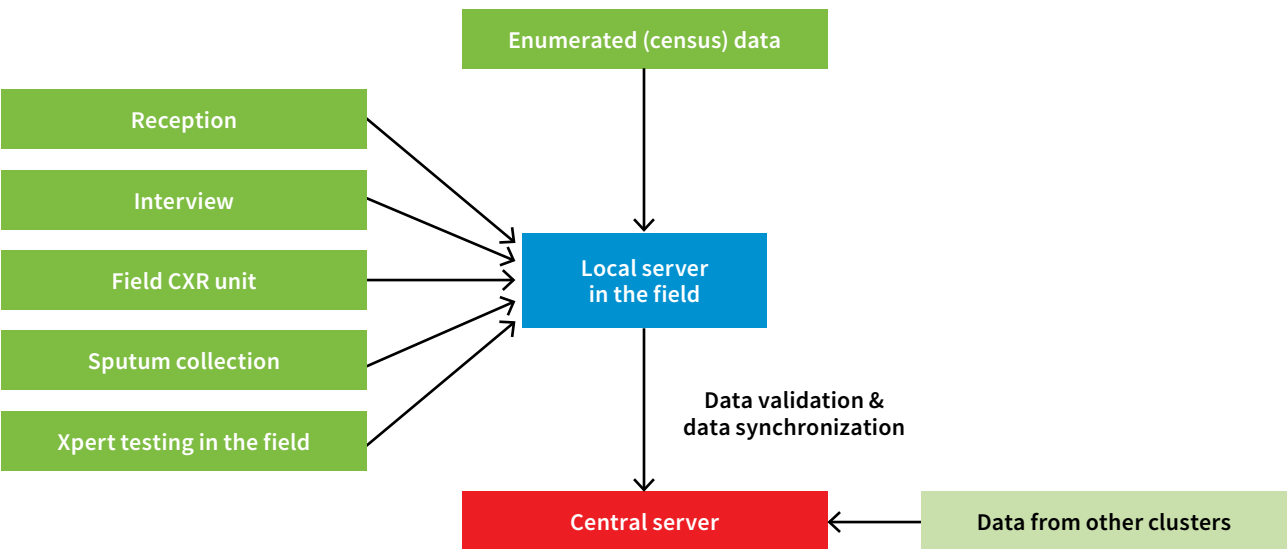 Enumerated (census) data
Reception
Interview
Field CXR unit
Sputum collection
Xpert testing in the field
Local server
in the field
Data validation &
data synchronization
Central server
Data from other clusters